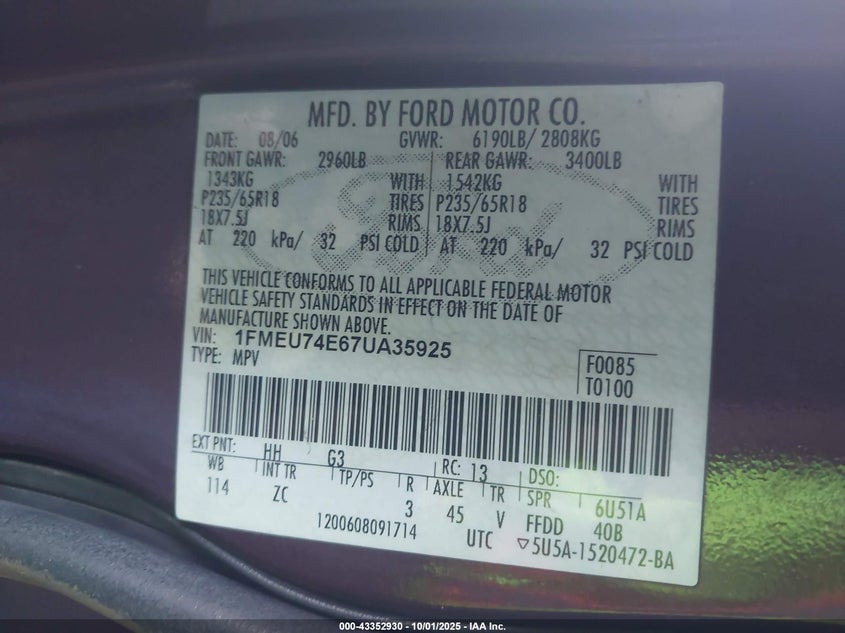 MFD. BY FORD MOTOR CO.
DATE: 08/06 GVWR: 6190LB/ 2808KG
FRONT GAWR: 2960LB REAR GAWR: 3400LB
1343KG WITH 1542KG WITH
P235/65R18 TIRES P235/65R18 TIRES
18X7.5J RIMS 18X7.5J RIMS
AT 220 kPa/ 32 PSI COLD AT 220 kPa/ 32 PSI COLD
THIS VEHICLE CONFORMS TO ALL APPLICABLE FEDERAL MOTOR
VEHICLE SAFETY STANDARDS IN EFFECT ON THE DATE OF
MANUFACTURE SHOWN ABOVE.
VIN: 1FMEU74E67UA35925
TYPE: MPV F0085
T0100
EXT PNT: HH G3 RC: 13 DSO:
WB INT TR TP/PS R AXLE TR SPR 6U51A
114 ZC 3 45 V FFDD 40B
1200608091714 UTC ▽5U5A-1520472-BA
Ford
000-43352930 - 10/01/2025 - IAA Inc.